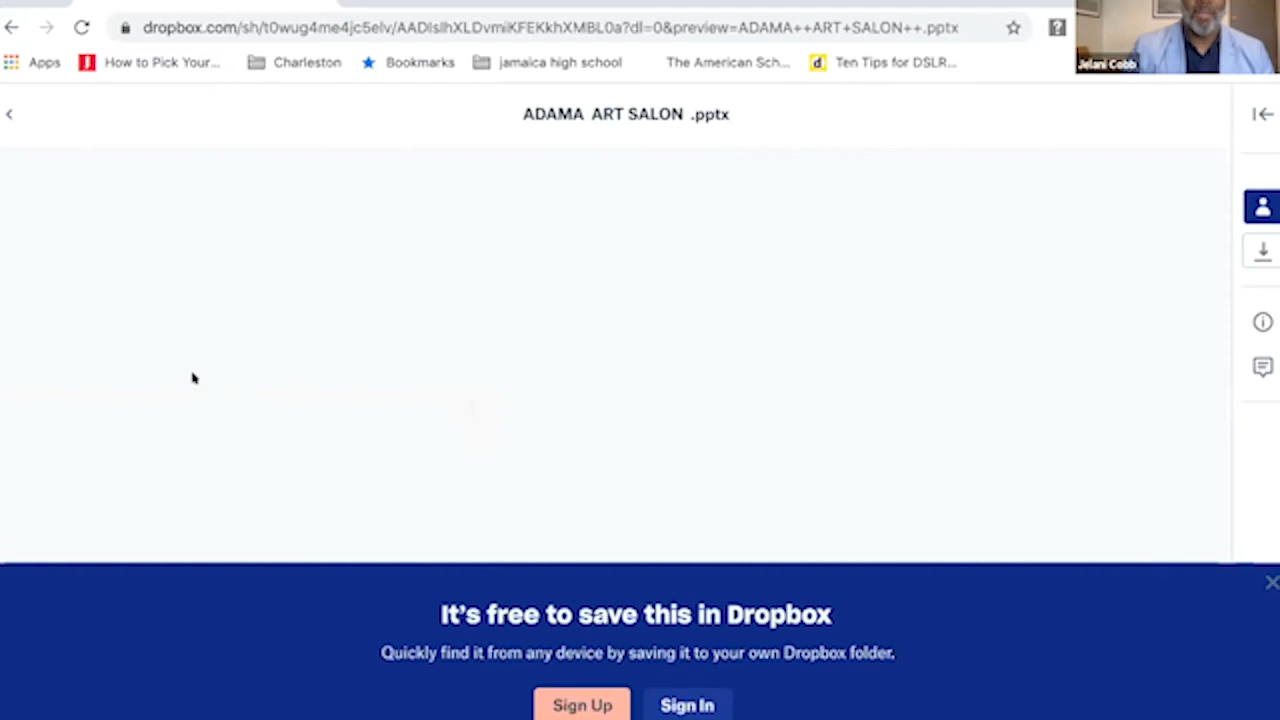 dropbox.com/sh/t0wug4me4jc5elv/AADIsIhXLDvmiKFEKkhXMBL0a?dl=0&preview=ADAMA++ART+SALON++.pptx
Apps How to Pick Your... Charleston Bookmarks jamaica high school The American Sch... Ten Tips for DSLR...
Jelani Cobb
ADAMA ART SALON .pptx
It's free to save this in Dropbox
Quickly find it from any device by saving it to your own Dropbox folder.
Sign Up Sign In